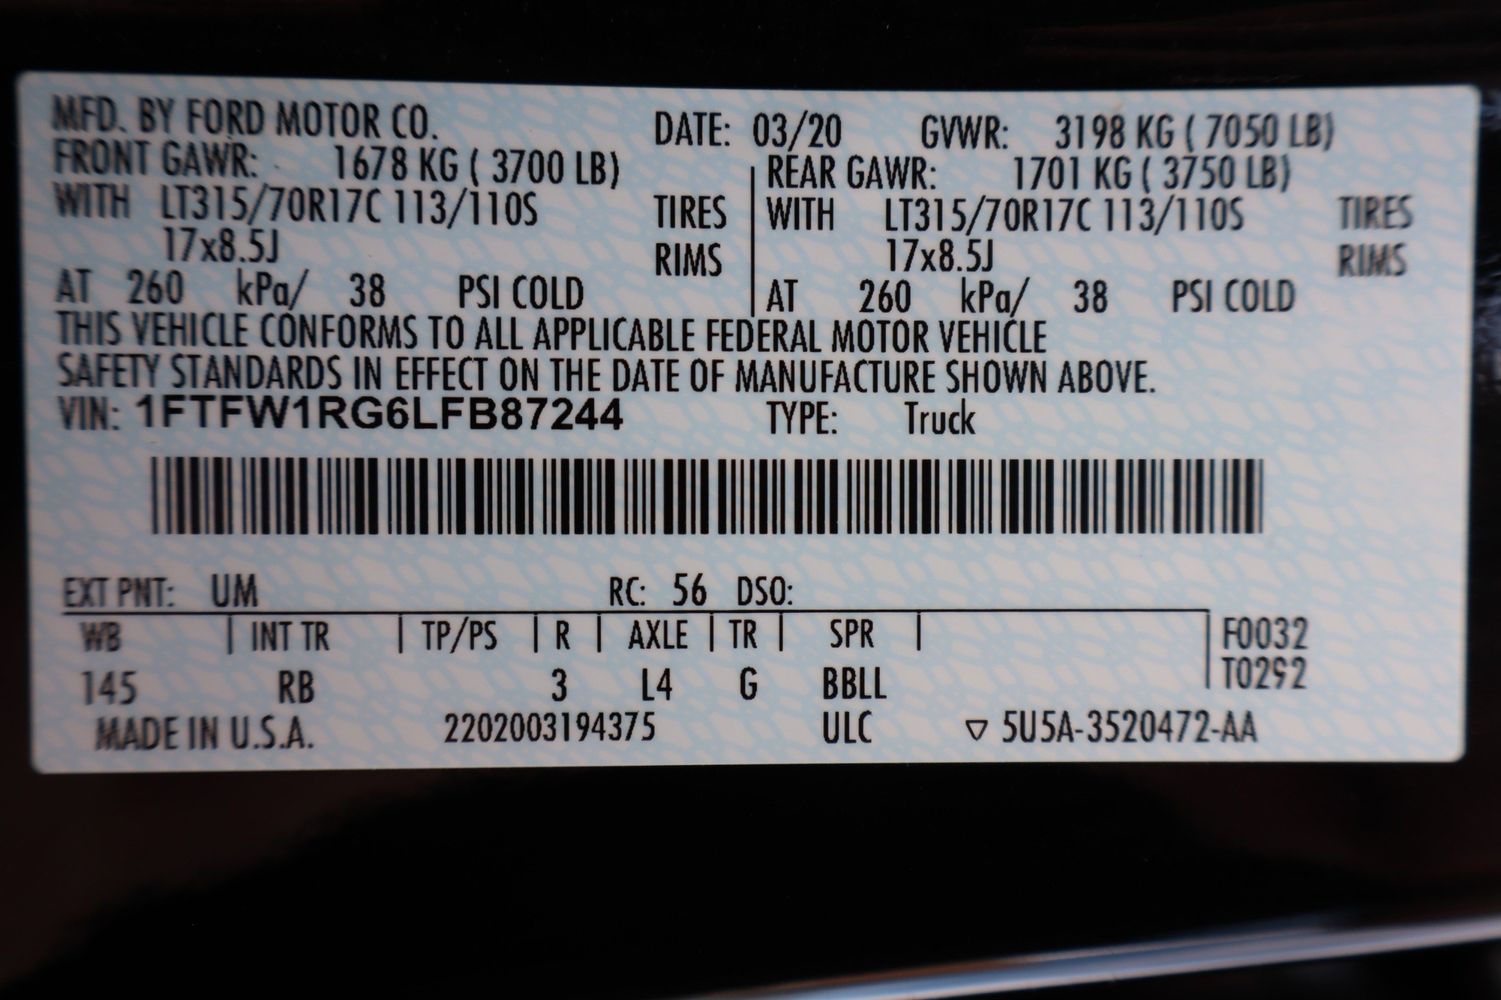 MFD. BY FORD MOTOR CO. DATE: 03/20 GVWR: 3198 KG ( 7050 LB)
FRONT GAWR: 1678 KG ( 3700 LB) REAR GAWR: 1701 KG ( 3750 LB)
WITH LT315/70R17C 113/110S TIRES WITH LT315/70R17C 113/110S TIRES
17x8.5J RIMS 17x8.5J RIMS
AT 260 kPa/ 38 PSI COLD AT 260 kPa/ 38 PSI COLD
THIS VEHICLE CONFORMS TO ALL APPLICABLE FEDERAL MOTOR VEHICLE
SAFETY STANDARDS IN EFFECT ON THE DATE OF MANUFACTURE SHOWN ABOVE.
VIN: 1FTFW1RG6LFB87244 TYPE: Truck
EXT PNT: UM RC: 56 DSO:
WB | INT TR | TP/PS | R | AXLE | TR | SPR | F0032
T0292
145 RB 3 L4 G BBLL
MADE IN U.S.A. 2202003194375 ULC ▽ 5U5A-3520472-AA